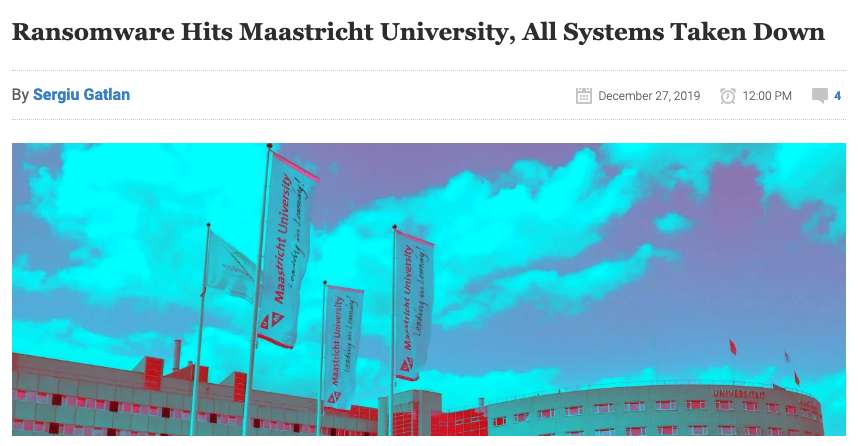 Ransomware Hits Maastricht University, All Systems Taken Down
By Sergiu Gatlan
December 27, 2019
12:00 PM
4
Maastricht University
Leading in Learning!
Maastricht University
Leading in Learning!
Maastricht University
Leading in Learning!
UNIVERSITEIT